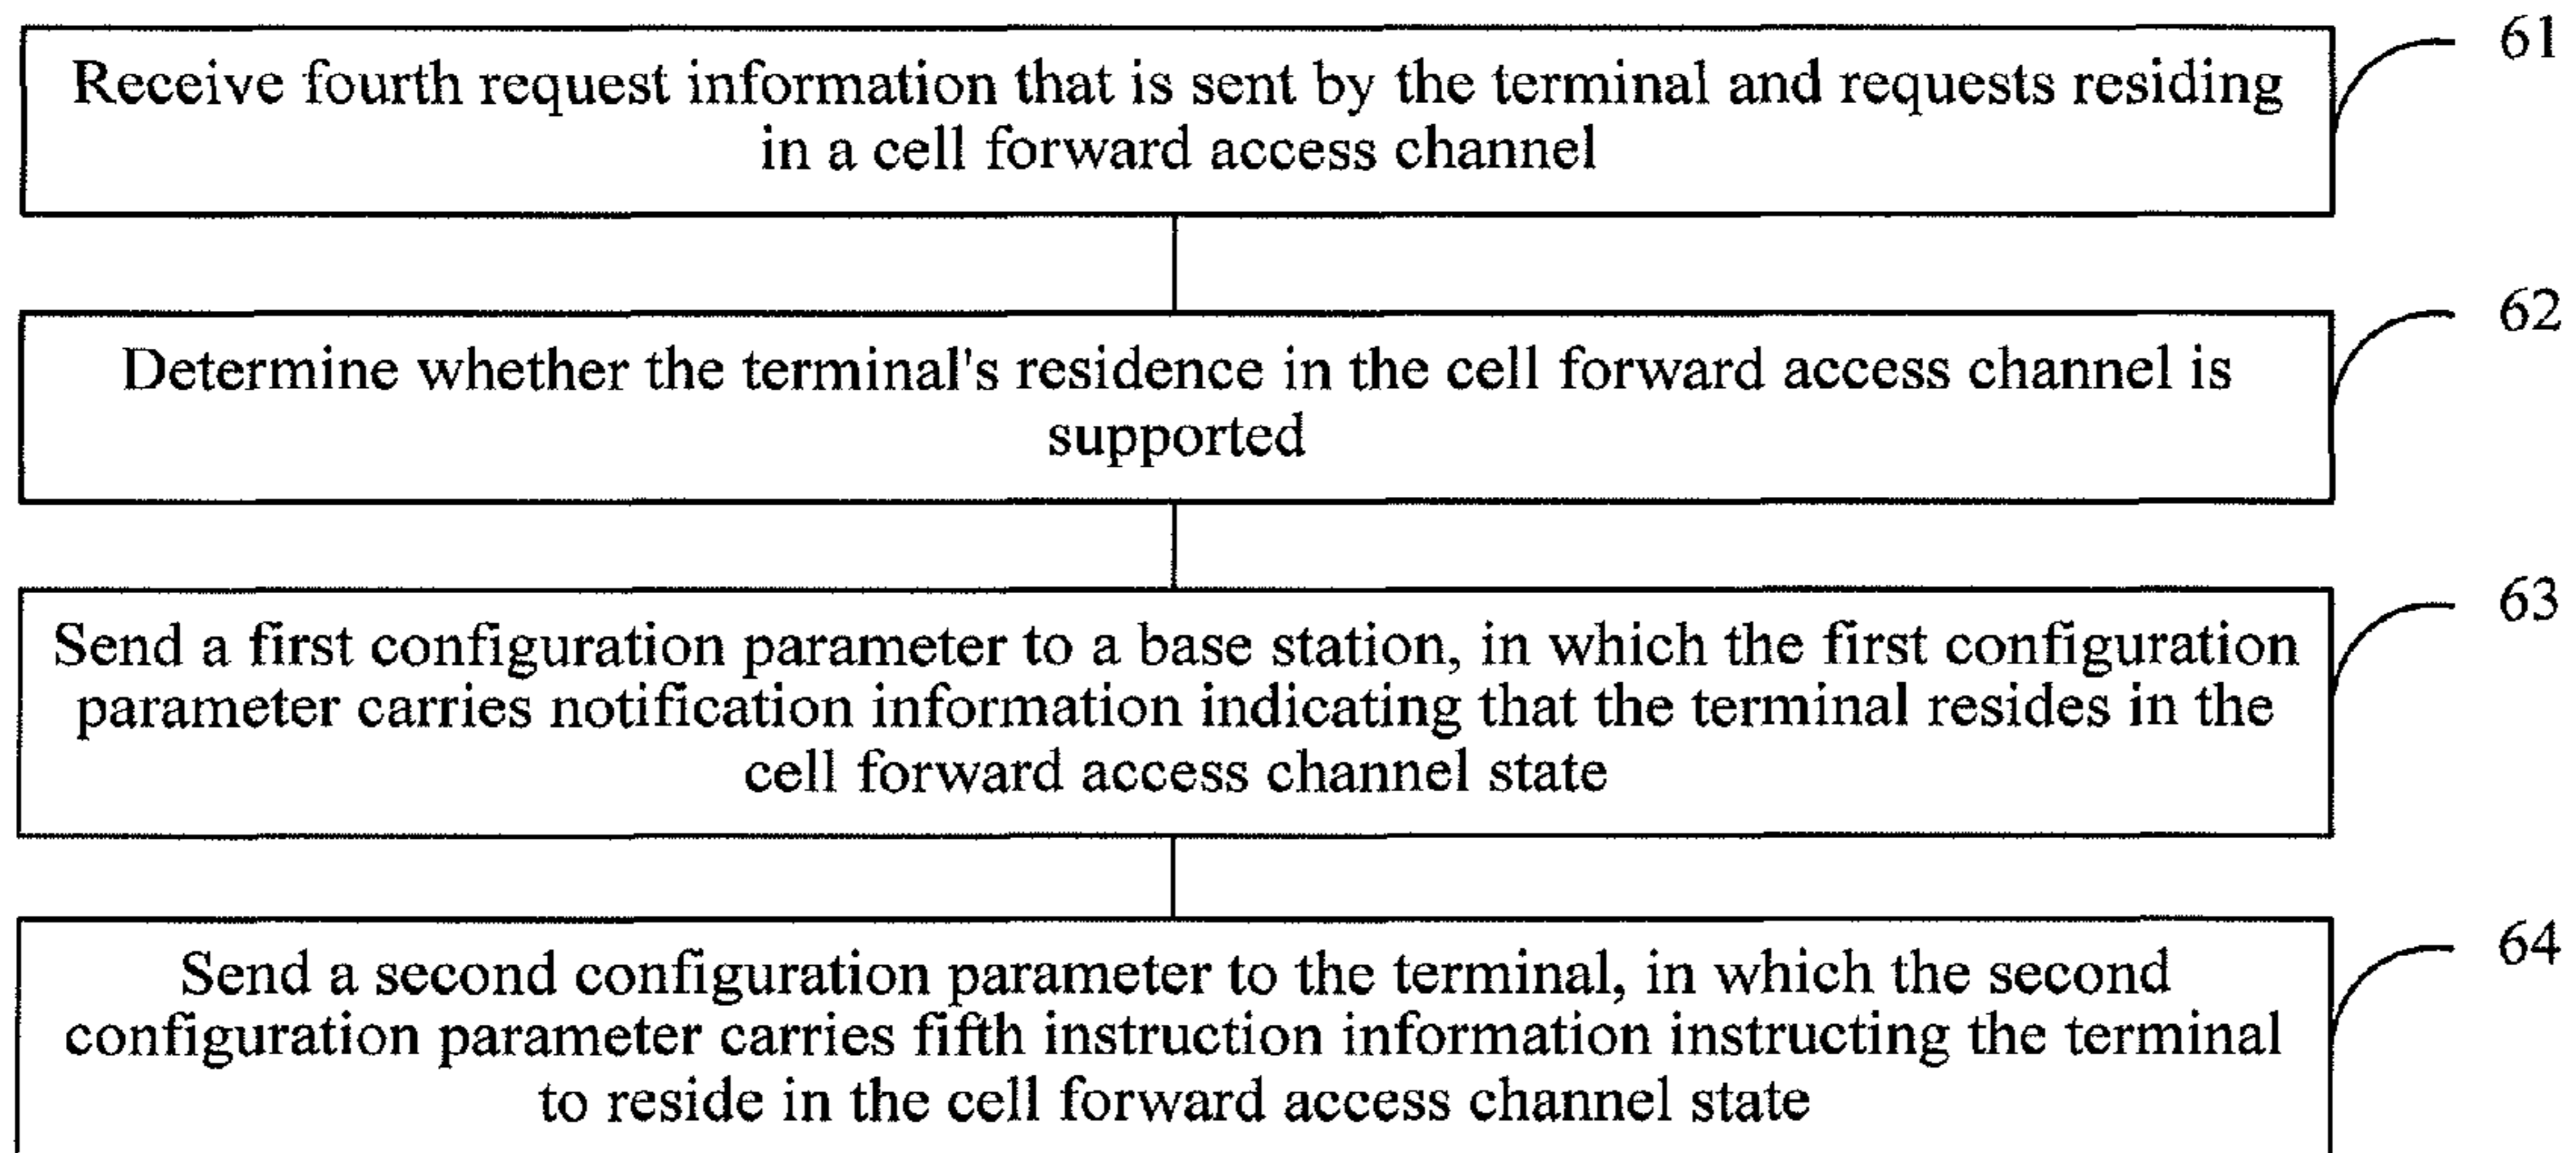 61
Receive fourth request information that is sent by the terminal and requests residing
in a cell forward access channel
62
Determine whether the terminal's residence in the cell forward access channel is
supported
63
Send a first configuration parameter to a base station, in which the first configuration
parameter carries notification information indicating that the terminal resides in the
cell forward access channel state
64
Send a second configuration parameter to the terminal, in which the second
configuration parameter carries fifth instruction information instructing the terminal
to reside in the cell forward access channel state